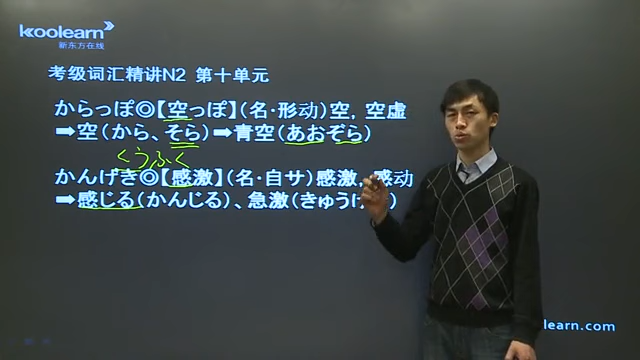 koolearn
新东方在线
考级词汇精讲N2 第十单元
からっぽ◎【空っぽ】(名·形动)空，空虚
➡空(から、そら)➡青空(あおぞら)
くうふく
かんげき◎【感激】(名·自サ)感激，感动
➡感じる(かんじる)、急激(きゅうげ)
learn.com